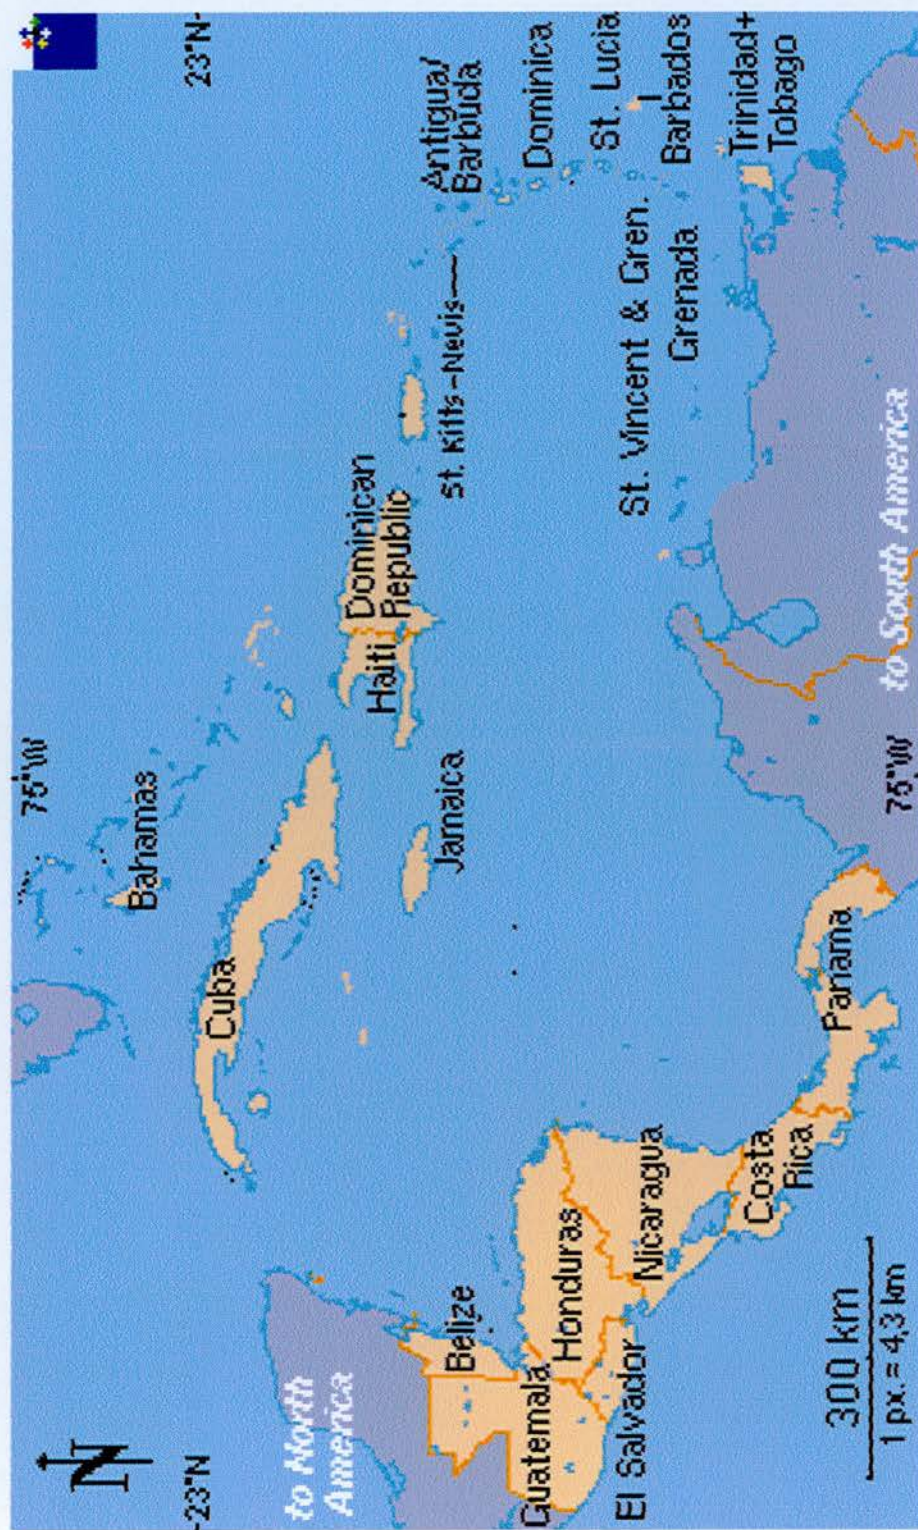 N
75°W
23°N
-23°N
23°N-
to North
America
Bahamas
Cuba
Haiti
Dominican
Republic
Jamaica
St. Kitts-Nevis
Antigua/
Barbuda
Dominica
St. Lucia
Barbados
St. Vincent & Gren.
Grenada
Trinidad+
Tobago
Belize
Guatemala
Honduras
El Salvador
Nicaragua
Costa
Rica
Panama
to South America
75°W
300 km
1 px. = 4,3 km